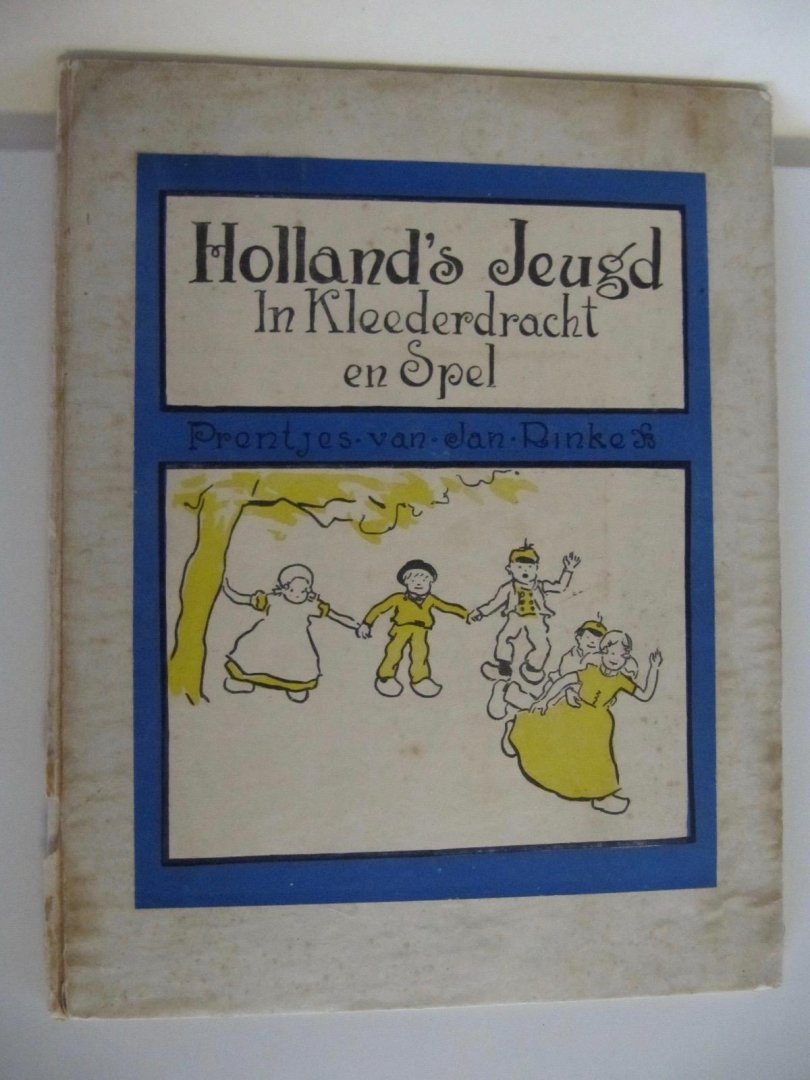 Holland's Jeugd
In Kleederdracht
en Spel
Prentjes · van · Jan · Rinke